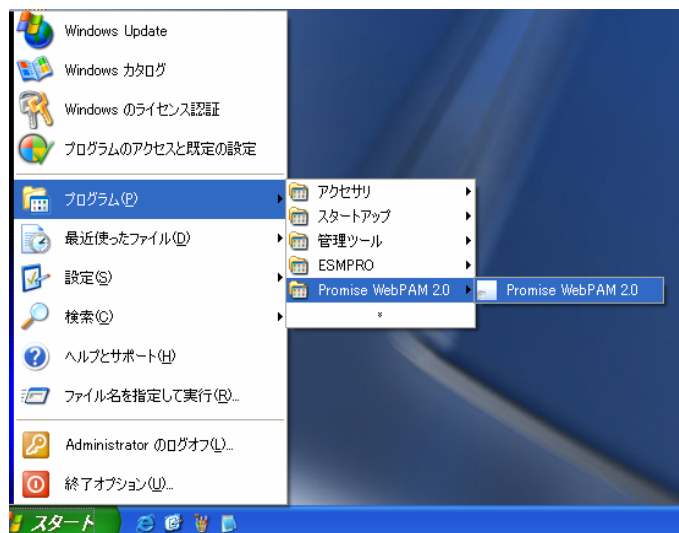 Windows Update
Windows カタログ
Windows のライセンス認証
プログラムのアクセスと既定の設定
プログラム(P)
最近使ったファイル(D)
設定(S)
検索(C)
ヘルプとサポート(H)
ファイル名を指定して実行(R)...
Administrator のログオフ(L)...
終了オプション(U)...
アクセサリ
スタートアップ
管理ツール
ESMPRO
Promise WebPAM 2.0
Promise WebPAM 2.0
スタート